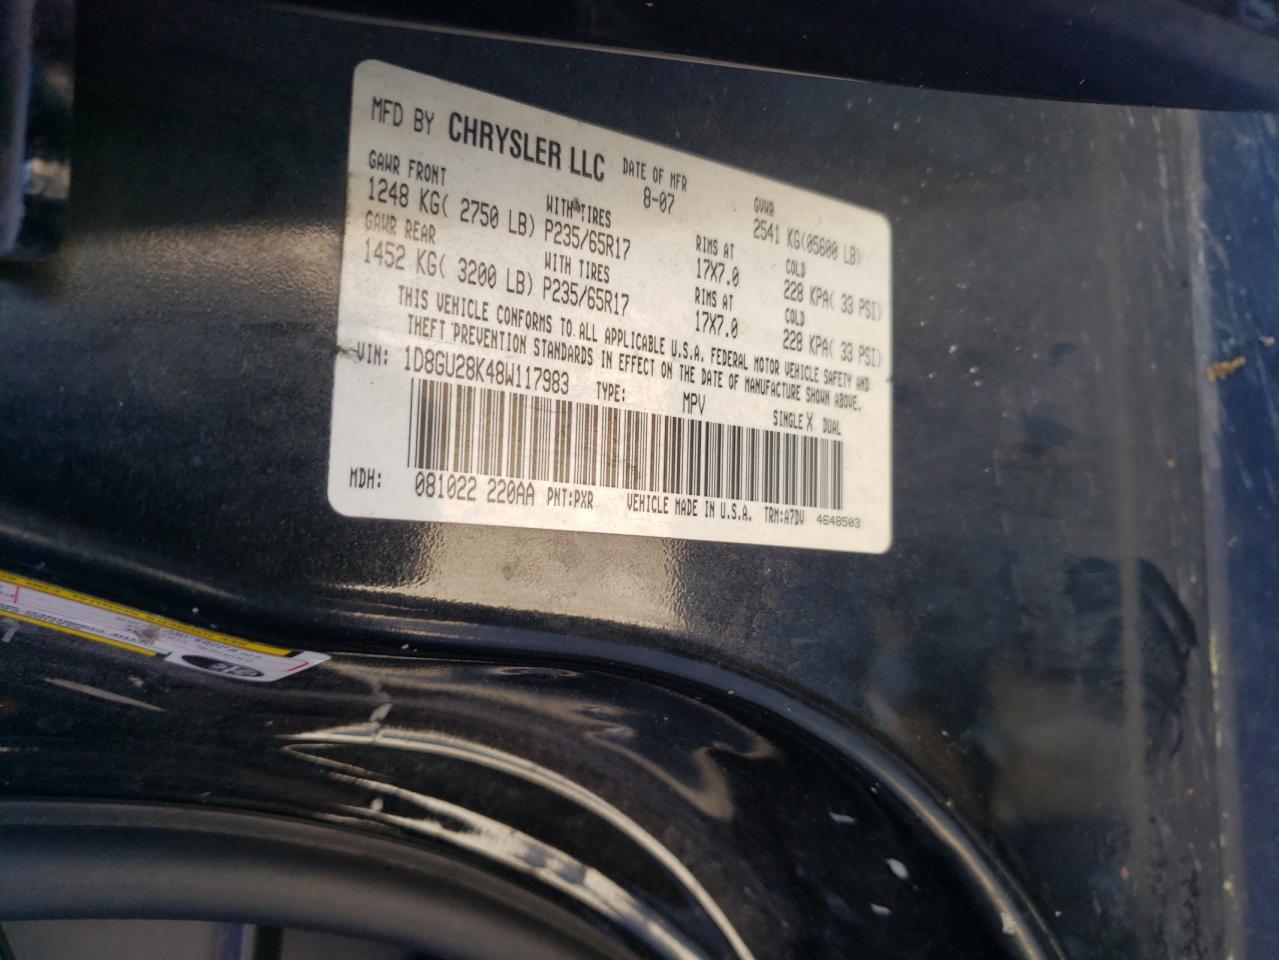 MFD BY CHRYSLER LLC DATE OF MFR 8-07 GVWR 2541 KG(05600 LB)
GAWR FRONT WITH TIRES RIMS AT COLD
1248 KG( 2750 LB) P235/65R17 17X7.0 228 KPA( 33 PSI)
GAWR REAR WITH TIRES RIMS AT COLD
1452 KG( 3200 LB) P235/65R17 17X7.0 228 KPA( 33 PSI)
THIS VEHICLE CONFORMS TO ALL APPLICABLE U.S.A. FEDERAL MOTOR VEHICLE SAFETY AND
THEFT PREVENTION STANDARDS IN EFFECT ON THE DATE OF MANUFACTURE SHOWN ABOVE.
VIN: 1D8GU28K48W117983 TYPE: MPV SINGLE X DUAL
MDH: 081022 220AA PNT:PXR VEHICLE MADE IN U.S.A. TRM:A7DV 4648503